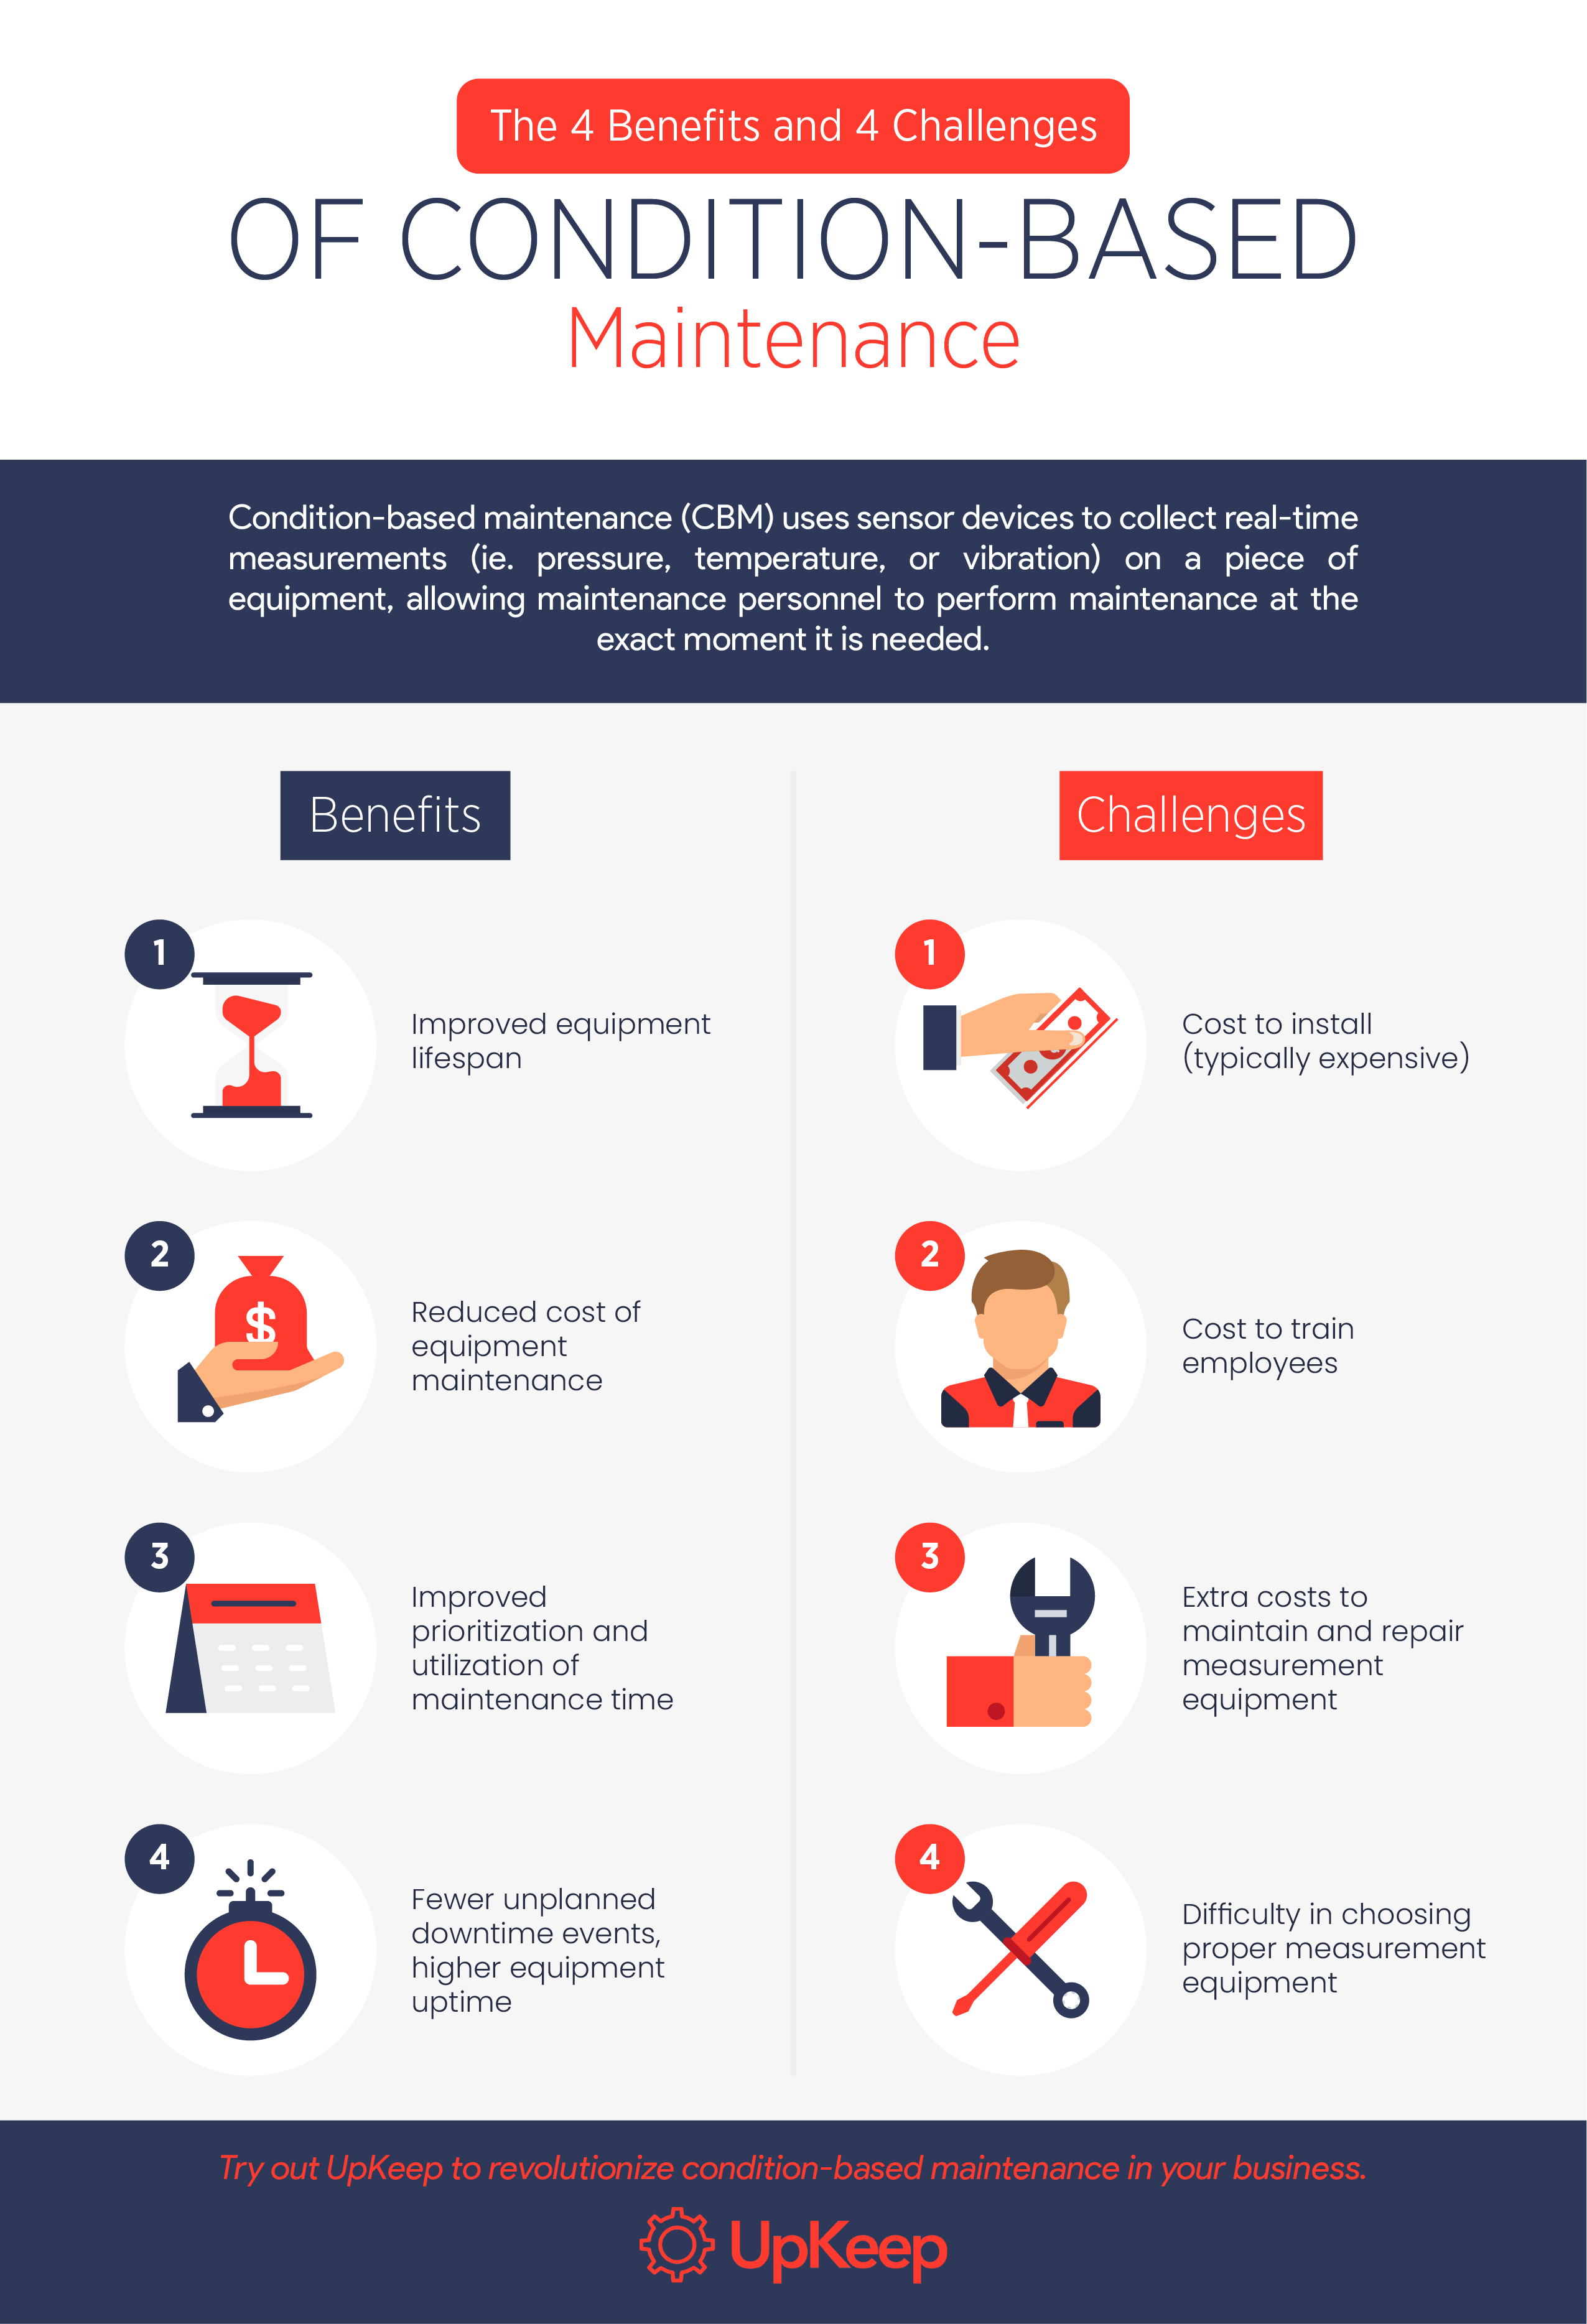 The 4 Benefits and 4 Challenges
OF CONDITION-BASED
Maintenance
Condition-based maintenance (CBM) uses sensor devices to collect real-time
measurements (ie. pressure, temperature, or vibration) on a piece of
equipment, allowing maintenance personnel to perform maintenance at the
exact moment it is needed.
Benefits
1
Improved equipment
lifespan
2
$
Reduced cost of
equipment
maintenance
3
Improved
prioritization and
utilization of
maintenance time
4
Fewer unplanned
downtime events,
higher equipment
uptime
Challenges
1
Cost to install
(typically expensive)
2
Cost to train
employees
3
Extra costs to
maintain and repair
measurement
equipment
4
Difficulty in choosing
proper measurement
equipment
Try out UpKeep to revolutionize condition-based maintenance in your business.
UpKeep